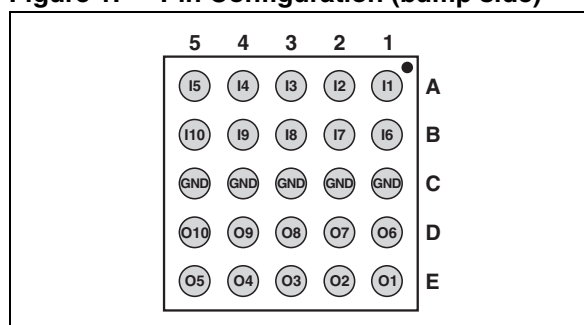 Figure 1. Pin Configuration (bump side)
5 4 3 2 1
I5 I4 I3 I2 I1 A
I10 I9 I8 I7 I6 B
GND GND GND GND GND C
O10 O9 O8 O7 O6 D
O5 O4 O3 O2 O1 E